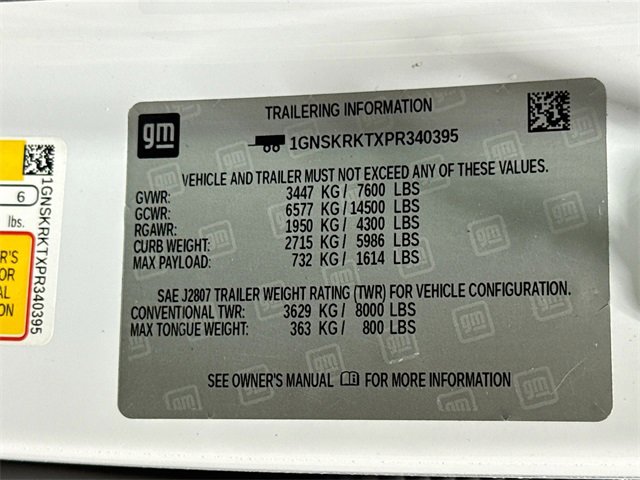 TRAILERING INFORMATION
gm
1GNSKRKTXPR340395
VEHICLE AND TRAILER MUST NOT EXCEED ANY OF THESE VALUES.
GVWR: 3447 KG / 7600 LBS
GCWR: 6577 KG / 14500 LBS
RGAWR: 1950 KG / 4300 LBS
CURB WEIGHT: 2715 KG / 5986 LBS
MAX PAYLOAD: 732 KG / 1614 LBS
SAE J2807 TRAILER WEIGHT RATING (TWR) FOR VEHICLE CONFIGURATION.
CONVENTIONAL TWR: 3629 KG / 8000 LBS
MAX TONGUE WEIGHT: 363 KG / 800 LBS
SEE OWNER'S MANUAL FOR MORE INFORMATION
1GNSKRKTXPR340395
6
lbs.
R'S
OR
AL
ON